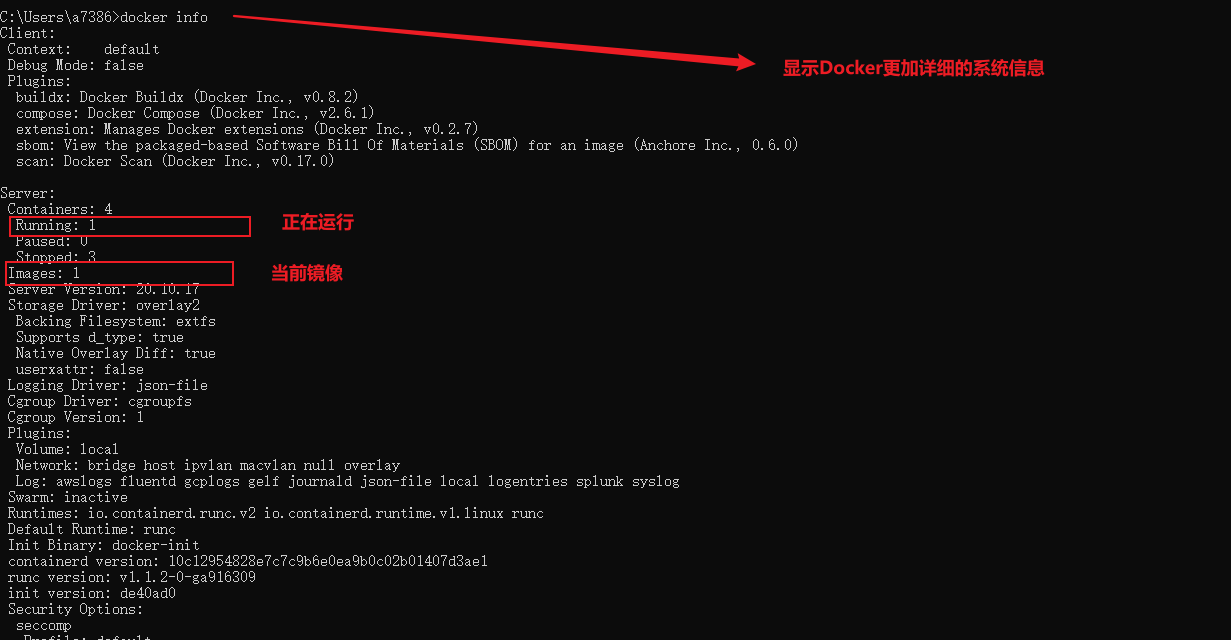 C:\Users\a7386>docker info
Client:
Context:    default
Debug Mode: false
显示Docker更加详细的系统信息
Plugins:
buildx: Docker Buildx (Docker Inc., v0.8.2)
compose: Docker Compose (Docker Inc., v2.6.1)
extension: Manages Docker extensions (Docker Inc., v0.2.7)
sbom: View the packaged-based Software Bill Of Materials (SBOM) for an image (Anchore Inc., 0.6.0)
scan: Docker Scan (Docker Inc., v0.17.0)
Server:
Containers: 4
Running: 1
正在运行
Paused: 0
Stopped: 3
Images: 1
当前镜像
Server Version: 20.10.17
Storage Driver: overlay2
Backing Filesystem: extfs
Supports d_type: true
Native Overlay Diff: true
userxattr: false
Logging Driver: json-file
Cgroup Driver: cgroupfs
Cgroup Version: 1
Plugins:
Volume: local
Network: bridge host ipvlan macvlan null overlay
Log: awslogs fluentd gcplogs gelf journald json-file local logentries splunk syslog
Swarm: inactive
Runtimes: io.containerd.runc.v2 io.containerd.runtime.v1.linux runc
Default Runtime: runc
Init Binary: docker-init
containerd version: 10c12954828e7c7c9b6e0ea9b0c02b01407d3ae1
runc version: v1.1.2-0-ga916309
init version: de40ad0
Security Options:
seccomp
Profile: default